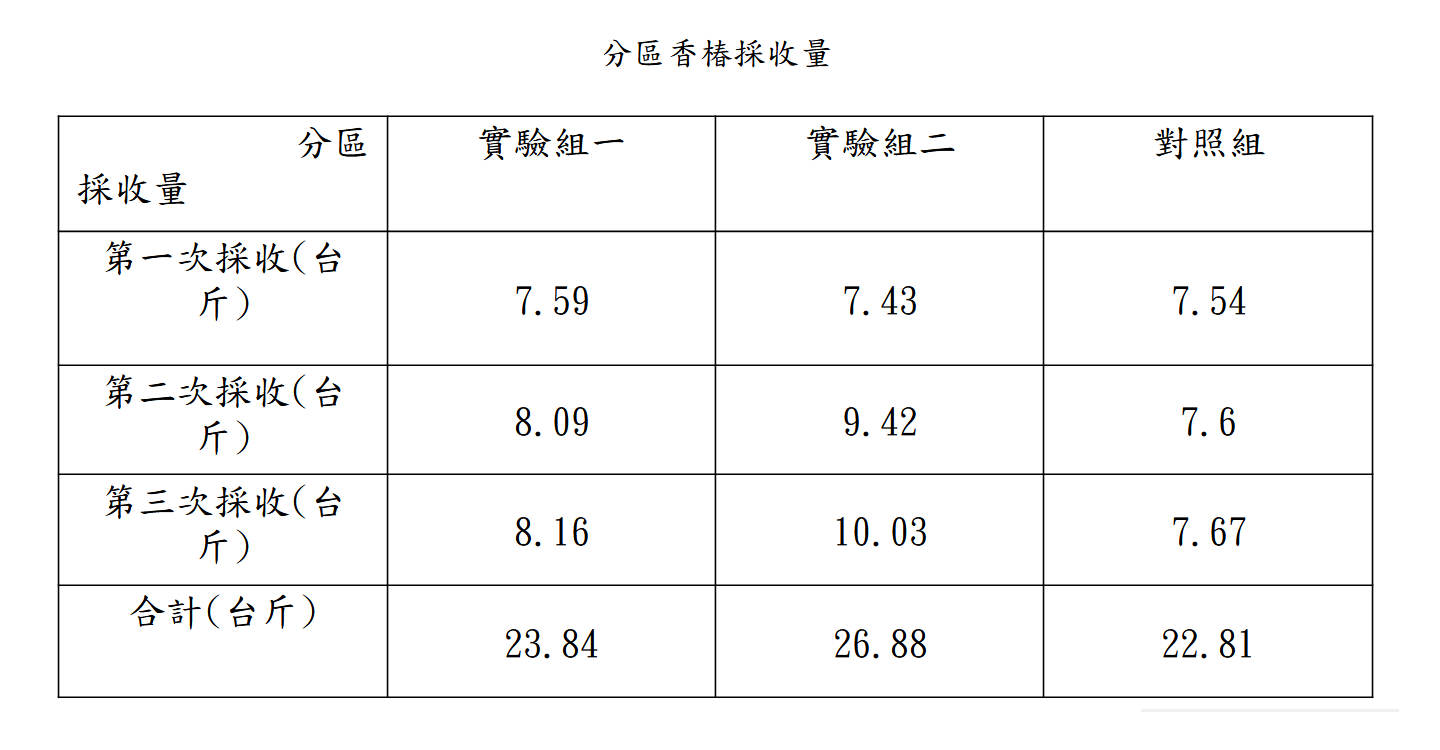 分區香椿採收量
分區 實驗組一 實驗組二 對照組
採收量
第一次採收(台
斤) 7.59 7.43 7.54
第二次採收(台
斤) 8.09 9.42 7.6
第三次採收(台
斤) 8.16 10.03 7.67
合計(台斤) 23.84 26.88 22.81